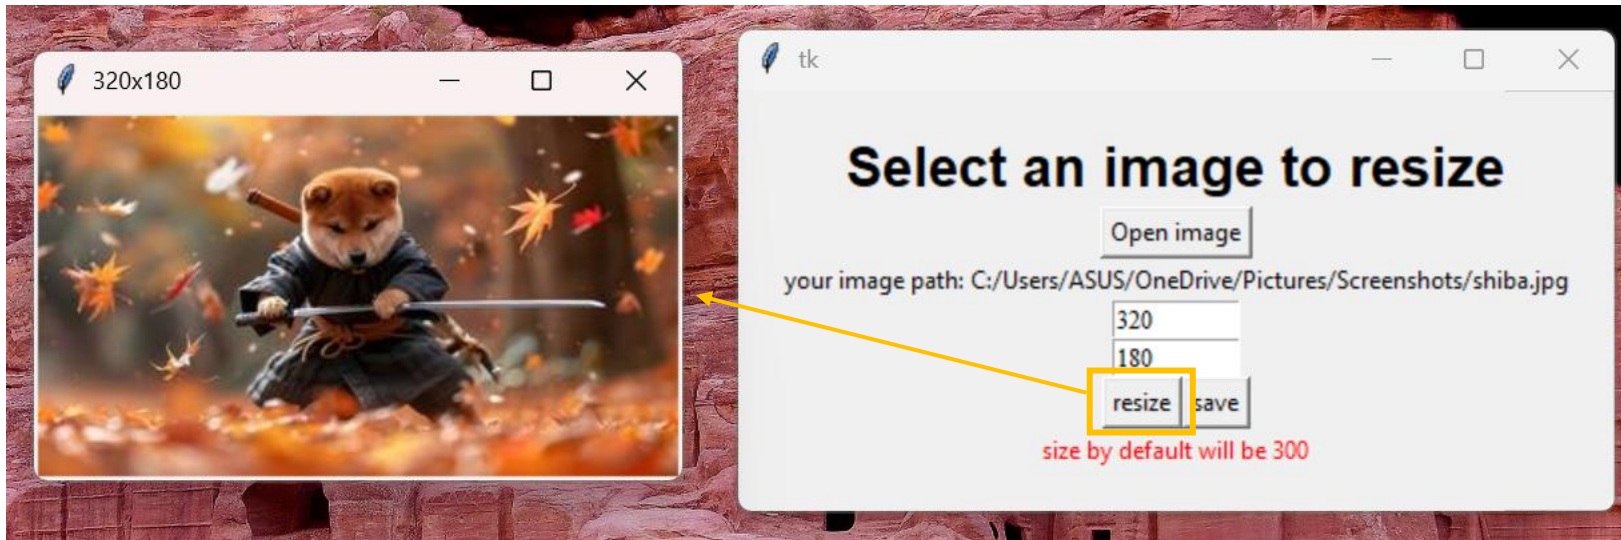 320x180
tk
Select an image to resize
Open image
your image path: C:/Users/ASUS/OneDrive/Pictures/Screenshots/shiba.jpg
320
180
resize save
size by default will be 300